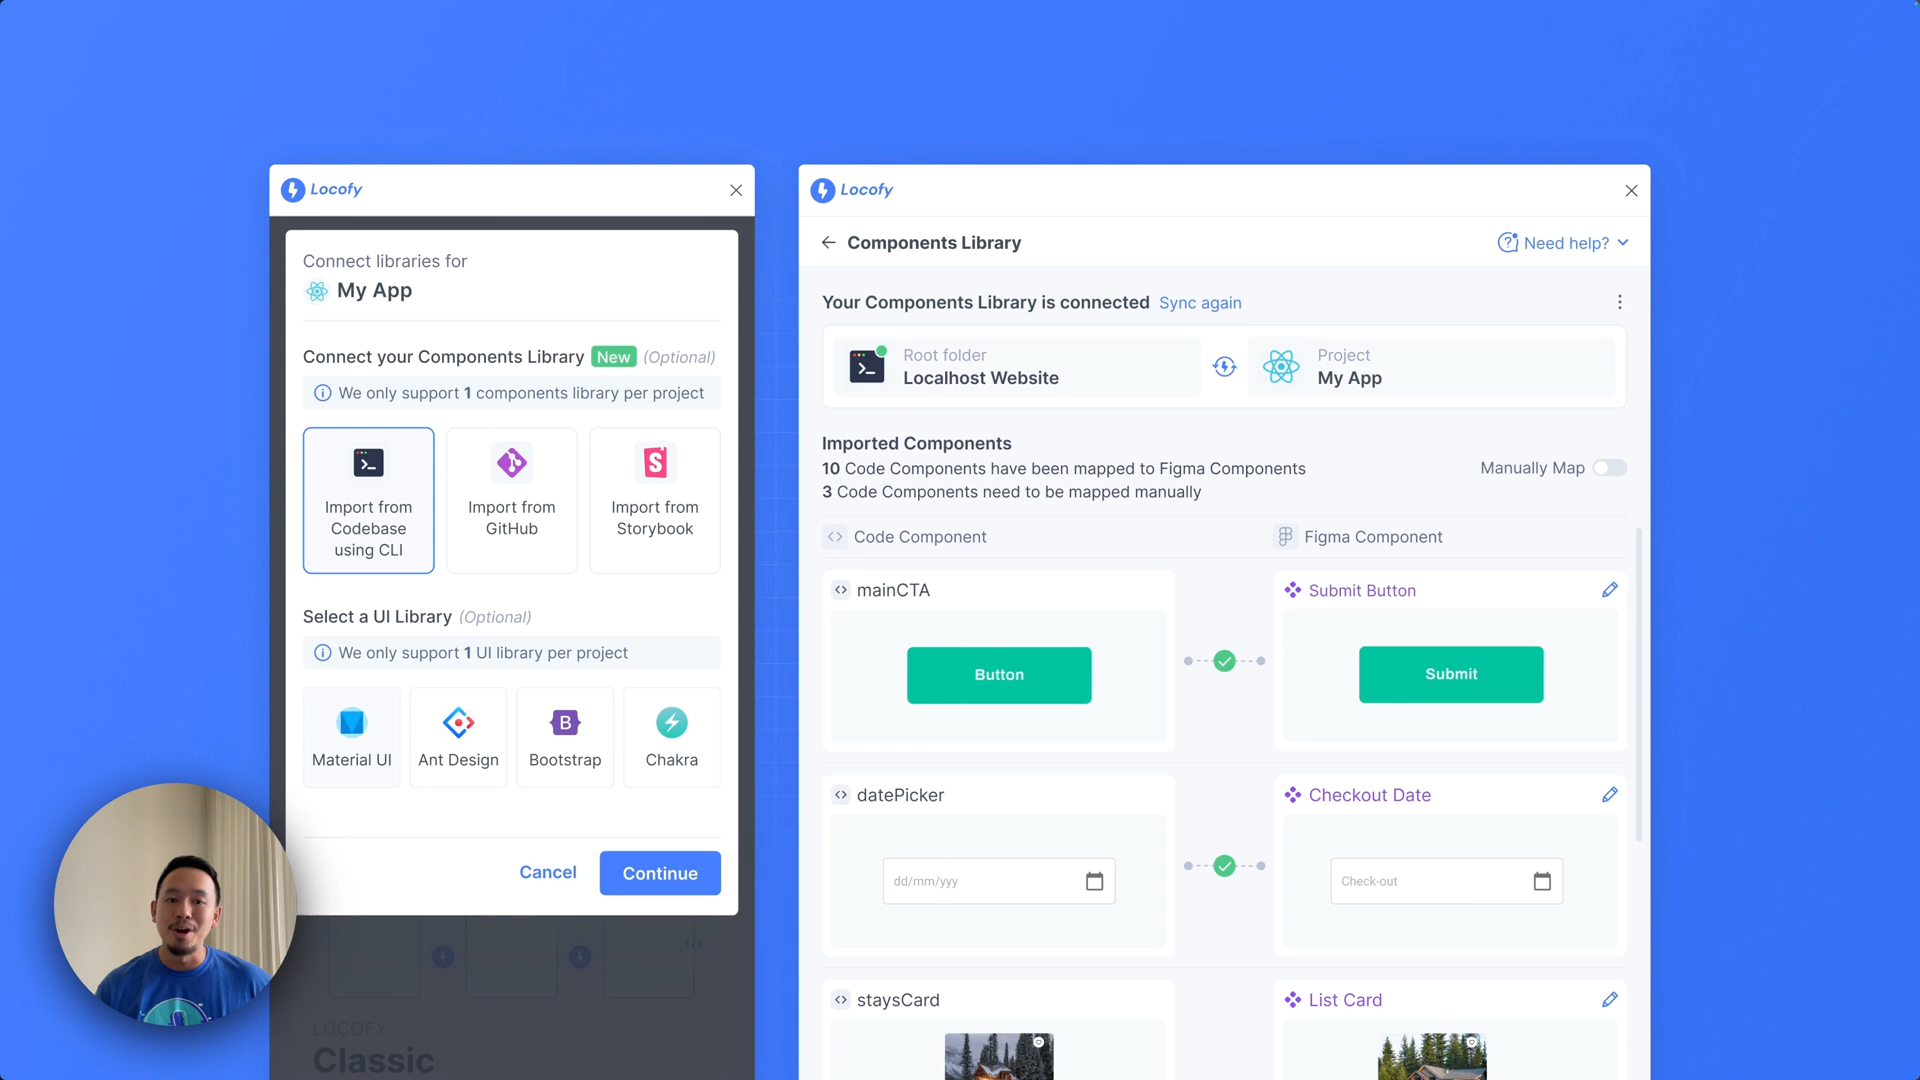 Locofy
Connect libraries for
My App
Connect your Components Library New (Optional)
We only support 1 components library per project
Import from
Codebase
using CLI
Import from
GitHub
Import from
Storybook
Select a UI Library (Optional)
We only support 1 UI library per project
Material UI
Ant Design
Bootstrap
Chakra
Cancel
Continue
LOCOFY
Classic
Locofy
Components Library
Need help?
Your Components Library is connected Sync again
Root folder
Localhost Website
Project
My App
Imported Components
10 Code Components have been mapped to Figma Components
3 Code Components need to be mapped manually
Manually Map
Code Component
Figma Component
mainCTA
Button
Submit Button
Submit
datePicker
dd/mm/yyy
Checkout Date
Check-out
staysCard
List Card